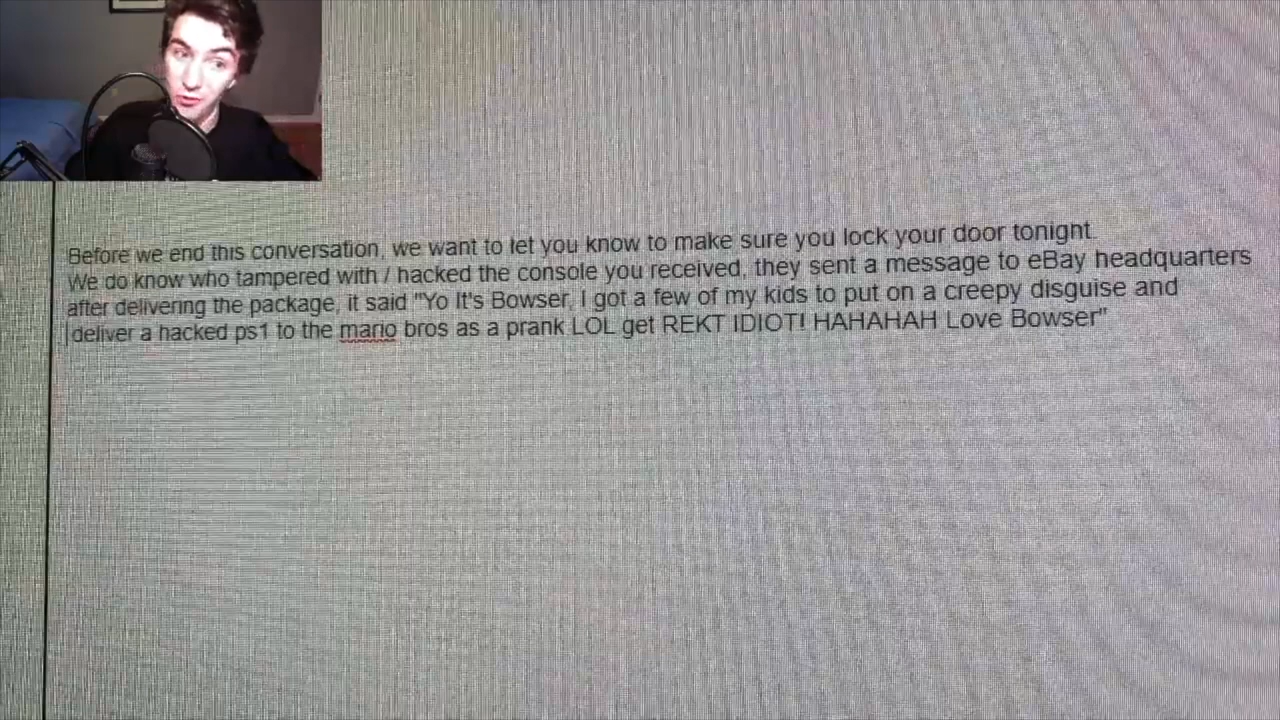 Before we end this conversation, we want to let you know to make sure you lock your door tonight.
We do know who tampered with / hacked the console you received, they sent a message to eBay headquarters
after delivering the package, it said "Yo It's Bowser, I got a few of my kids to put on a creepy disguise and
deliver a hacked ps1 to the mario bros as a prank LOL get REKT IDIOT! HAHAHAH Love Bowser"